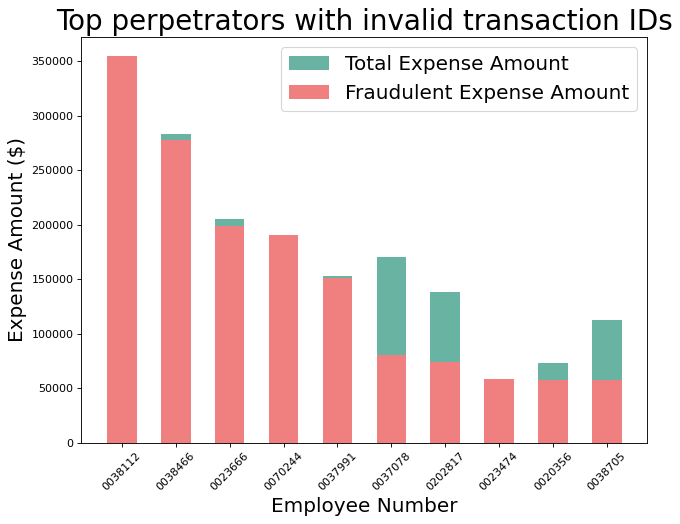 Top perpetrators with invalid transaction IDs
Total Expense Amount
Fraudulent Expense Amount
Expense Amount ($)
350000
300000
250000
200000
150000
100000
50000
0
0038112 0038466 0023666 0070244 0037991 0037078 0202817 0023474 0020356 0038705
Employee Number